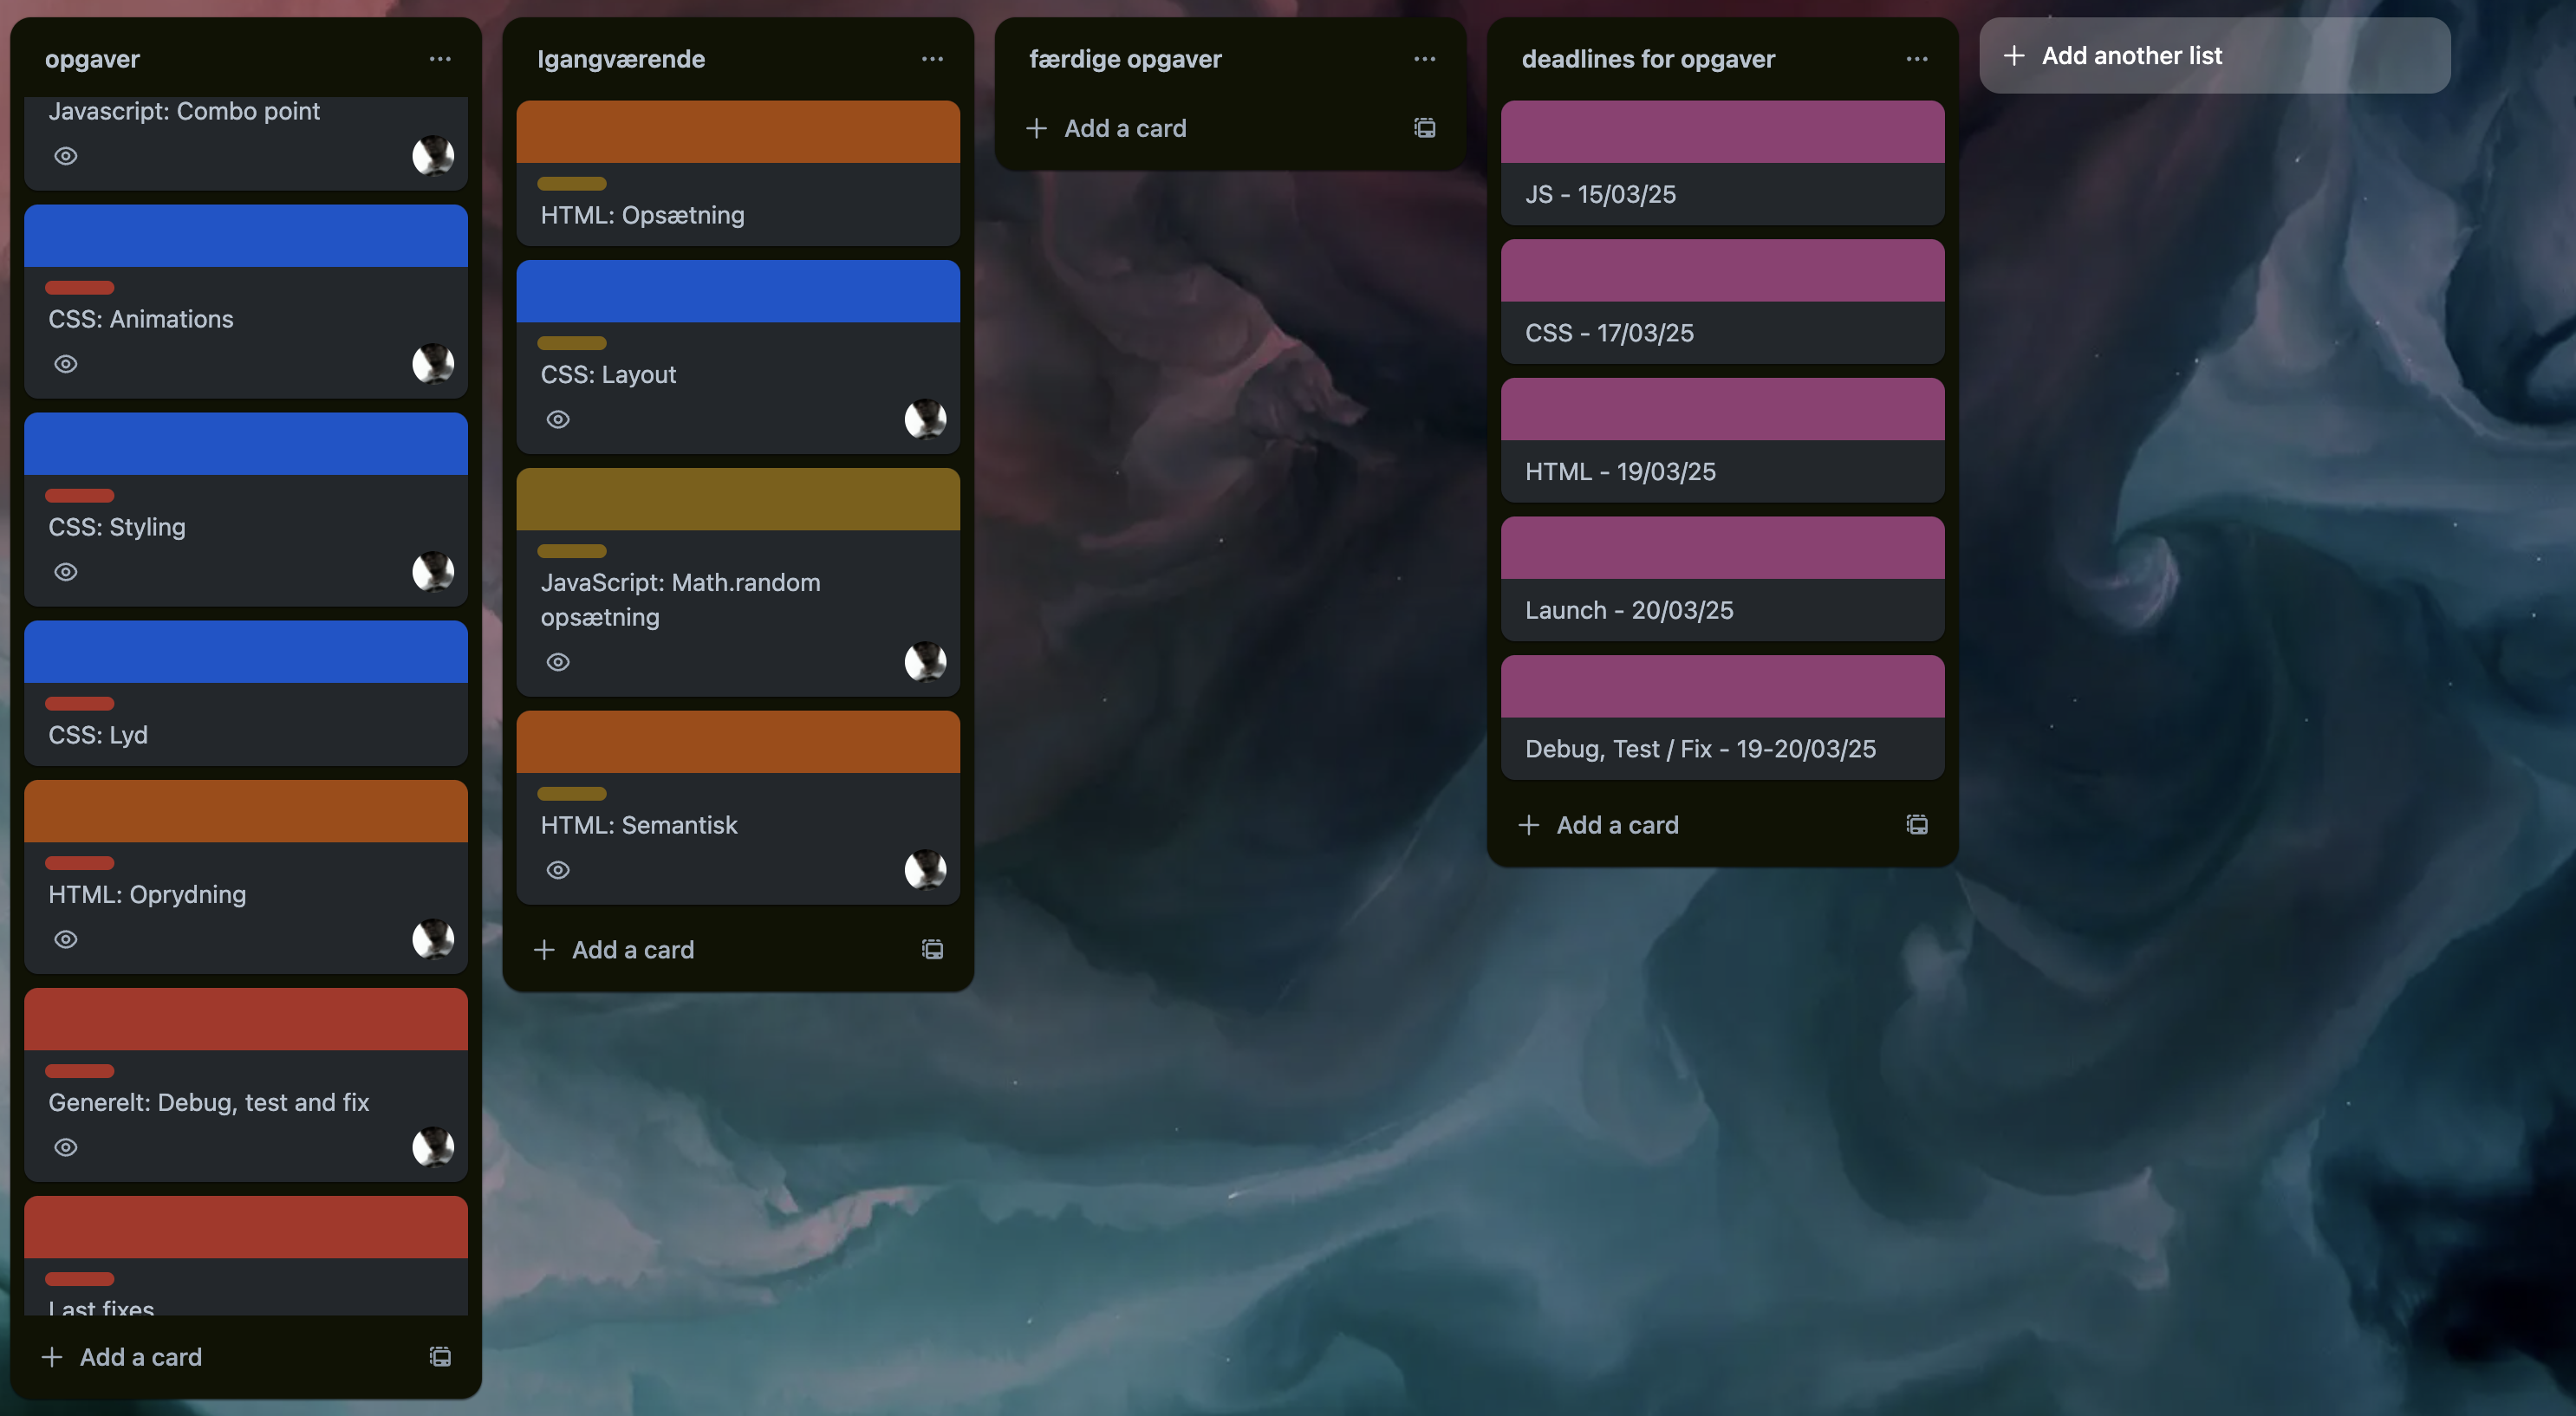 opgaver
Javascript: Combo point
CSS: Animations
CSS: Styling
CSS: Lyd
HTML: Oprydning
Generelt: Debug, test and fix
Last fixes
Add a card
Igangværende
HTML: Opsætning
CSS: Layout
JavaScript: Math.random
opsætning
HTML: Semantisk
Add a card
færdige opgaver
Add a card
deadlines for opgaver
JS - 15/03/25
CSS - 17/03/25
HTML - 19/03/25
Launch - 20/03/25
Debug, Test / Fix - 19-20/03/25
Add a card
Add another list